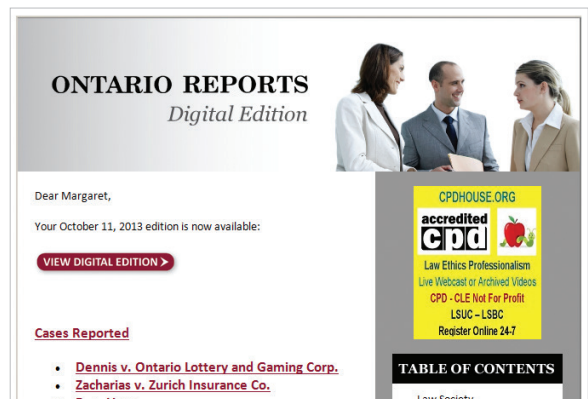 ONTARIO REPORTS
Digital Edition
Dear Margaret,
Your October 11, 2013 edition is now available:
VIEW DIGITAL EDITION
Cases Reported
Dennis v. Ontario Lottery and Gaming Corp.
Zacharias v. Zurich Insurance Co.
CPDHOUSE.ORG
accredited
cpd
Law Ethics Professionalism
Live Webcast or Archived Videos
CPD - CLE Not For Profit
LSUC – LSBC
Register Online 24-7
TABLE OF CONTENTS
Law Society